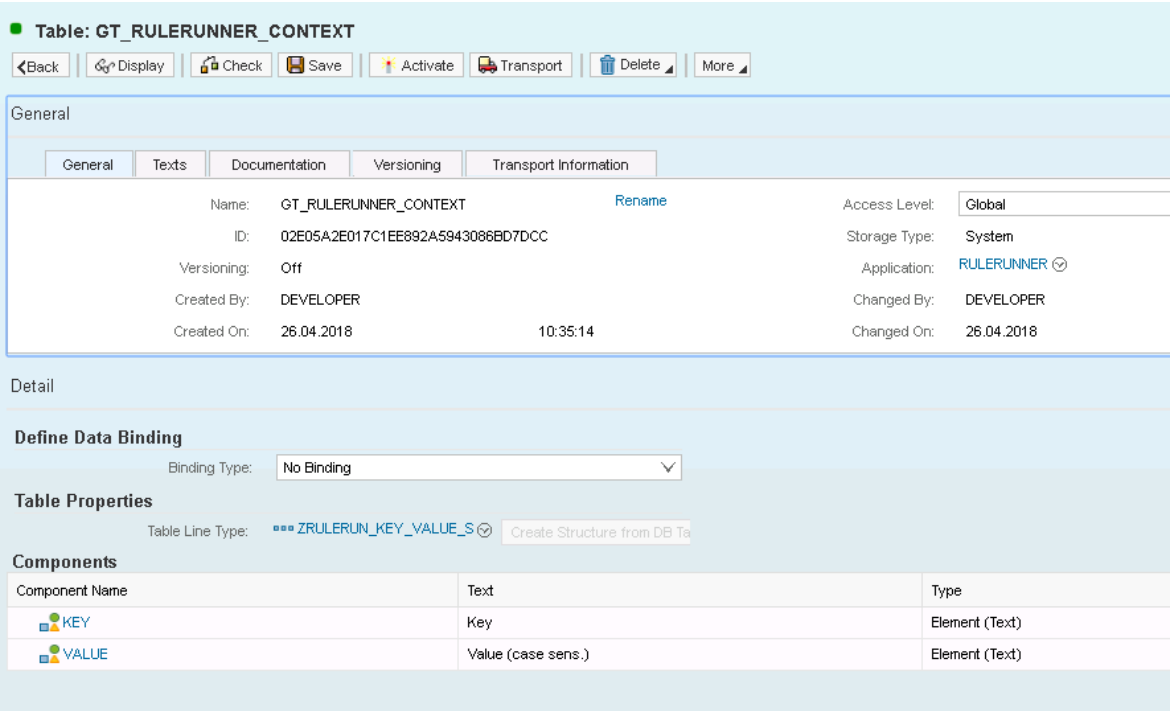 Table: GT_RULERUNNER_CONTEXT
Back Display Check Save Activate Transport Delete More
General
General Texts Documentation Versioning Transport Information
Name: GT_RULERUNNER_CONTEXT Rename Access Level: Global
ID: 02E05A2E017C1EE892A5943086BD7DCC Storage Type: System
Versioning: Off Application: RULERUNNER
Created By: DEVELOPER Changed By: DEVELOPER
Created On: 26.04.2018 10:35:14 Changed On: 26.04.2018
Detail
Define Data Binding
Binding Type: No Binding
Table Properties
Table Line Type: ZRULERUN_KEY_VALUE_S Create Structure from DB Ta
Components
Component Name Text Type
KEY Key Element (Text)
VALUE Value (case sens.) Element (Text)